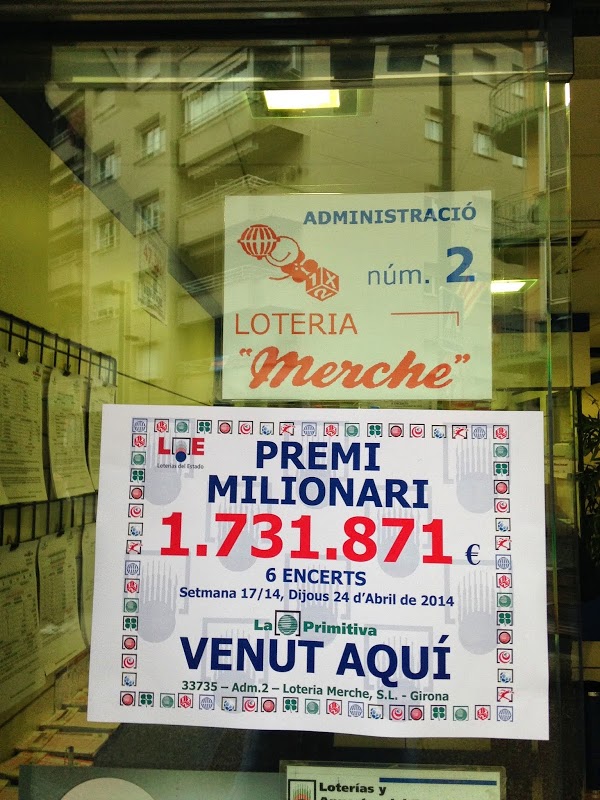 ADMINISTRACIÓ
núm. 2
LOTERIA
"Merche"
Loterías del Estado
PREMI
MILIONARI
1.731.871 €
6 ENCERTS
Setmana 17/14, Dijous 24 d'Abril de 2014
La Primitiva
VENUT AQUÍ
33735 – Adm.2 – Loteria Merche, S.L. - Girona
Loterías y